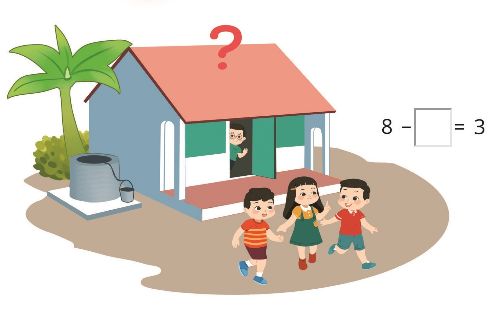 ?
8 - □ = 3